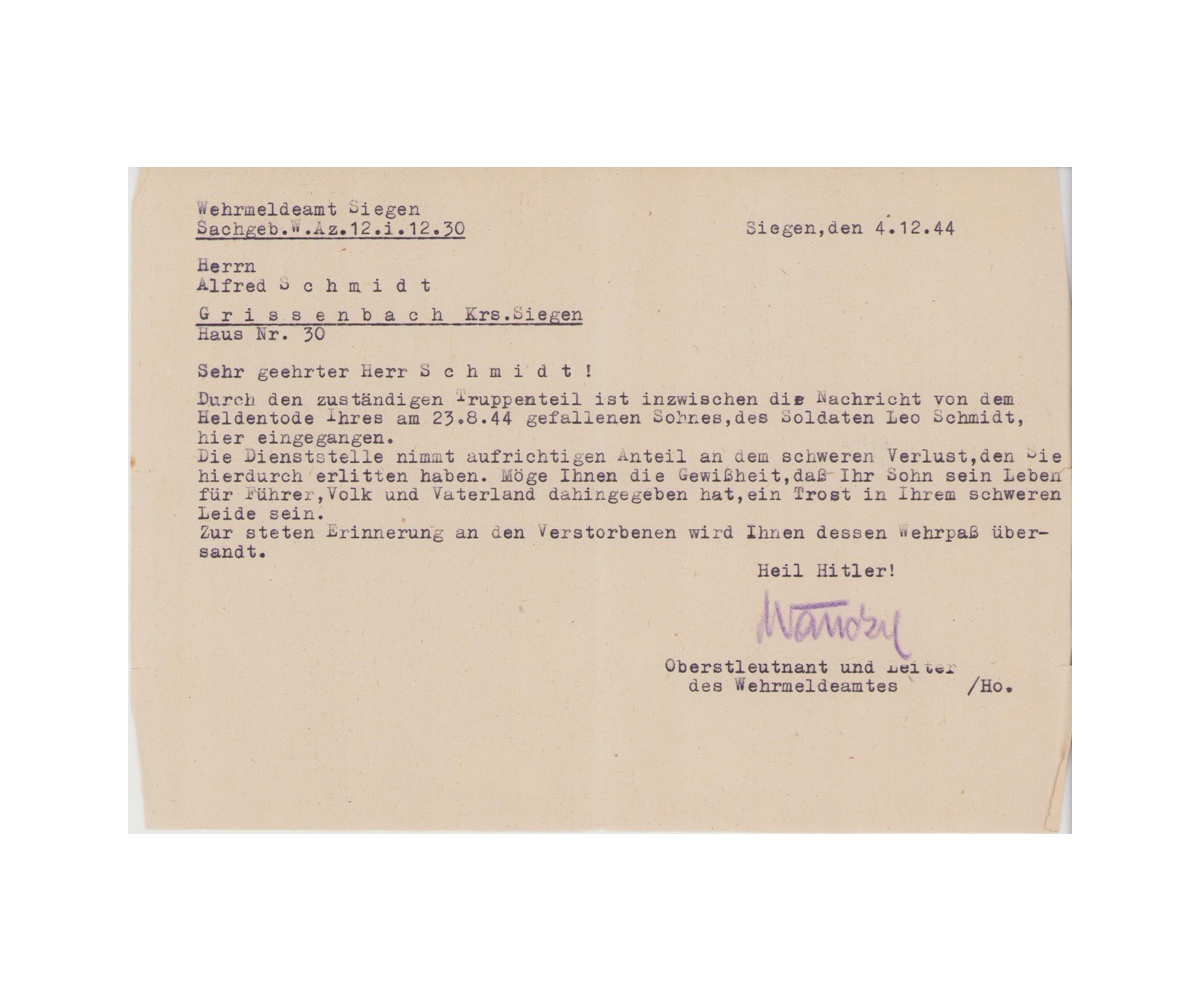 Wehrmeldeamt Siegen
Sachgeb.W.Az.12.i.12.30
Siegen,den 4.12.44
Herrn
Alfred S c h m i d t
G r i s s e n b a c h Krs.Siegen
Haus Nr. 30
Sehr geehrter Herr S c h m i d t !
Durch den zuständigen Truppenteil ist inzwischen die Nachricht von dem
Heldentode Ihres am 23.8.44 gefallenen Sohnes,des Soldaten Leo Schmidt,
hier eingegangen.
Die Dienststelle nimmt aufrichtigen Anteil an dem schweren Verlust,den Sie
hierdurch erlitten haben. Möge Ihnen die Gewißheit,daß Ihr Sohn sein Leben
für Führer,Volk und Vaterland dahingegeben hat,ein Trost in Ihrem schweren
Leide sein.
Zur steten Erinnerung an den Verstorbenen wird Ihnen dessen Wehrpaß über-
sandt.
Heil Hitler!
Oberstleutnant und Leiter
des Wehrmeldeamtes /Ho.